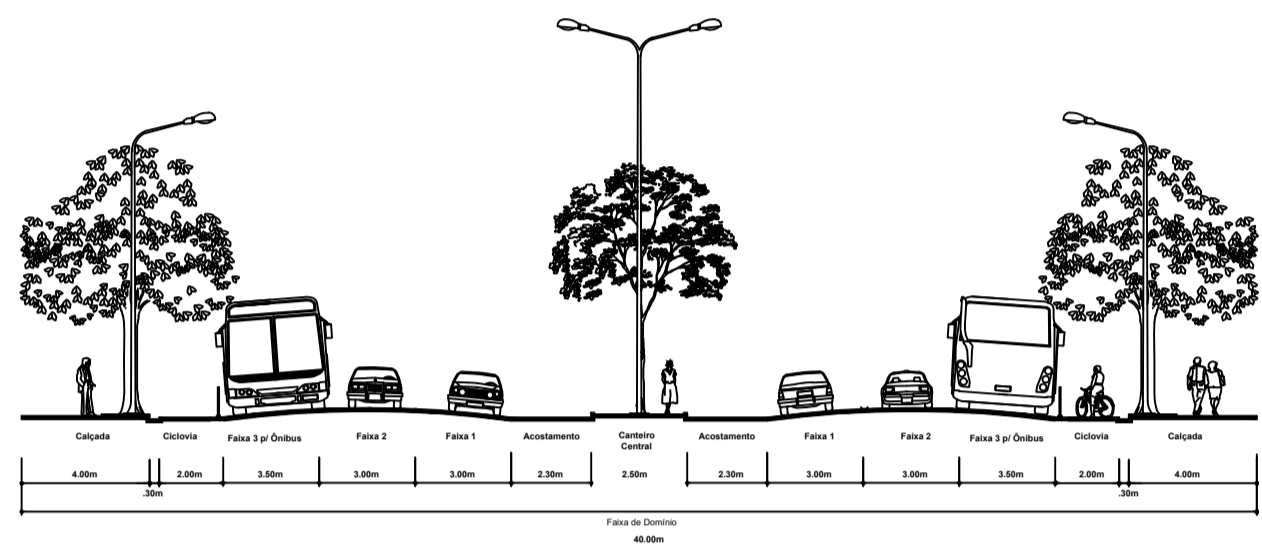 Calçada Ciclovia Faixa 3 p/ Ônibus Faixa 2 Faixa 1 Acostamento Canteiro Central Acostamento Faixa 1 Faixa 2 Faixa 3 p/ Ônibus Ciclovia Calçada
4.00m 2.00m 3.50m 3.00m 3.00m 2.30m 2.50m 2.30m 3.00m 3.00m 3.50m 2.00m 4.00m
.30m .30m
Faixa de Domínio
40.00m